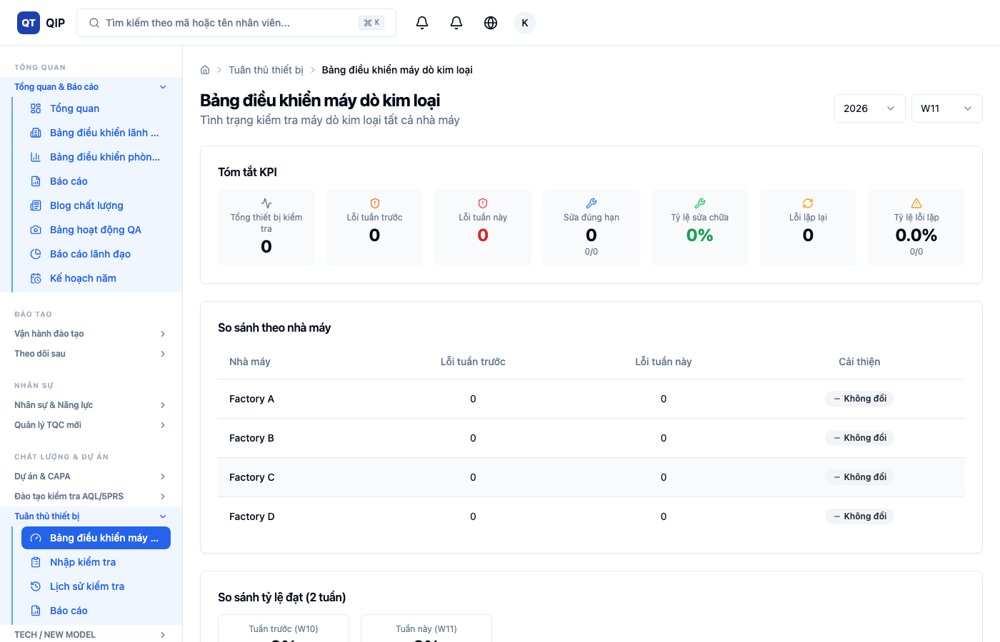 QT QIP
Tìm kiếm theo mã hoặc tên nhân viên...
⌘ K
K
TỔNG QUAN
Tổng quan & Báo cáo
Tổng quan
Bảng điều khiển lãnh ...
Bảng điều khiển phòn...
Báo cáo
Blog chất lượng
Bảng hoạt động QA
Báo cáo lãnh đạo
Kế hoạch năm
ĐÀO TẠO
Vận hành đào tạo
Theo dõi sau
NHÂN SỰ
Nhân sự & Năng lực
Quản lý TQC mới
CHẤT LƯỢNG & DỰ ÁN
Dự án & CAPA
Đào tạo kiểm tra AQL/5PRS
Tuân thủ thiết bị
Bảng điều khiển máy ...
Nhập kiểm tra
Lịch sử kiểm tra
Báo cáo
TECH / NEW MODEL
Tuân thủ thiết bị
Bảng điều khiển máy dò kim loại
Bảng điều khiển máy dò kim loại
Tình trạng kiểm tra máy dò kim loại tất cả nhà máy
2026
W11
Tóm tắt KPI
Tổng thiết bị kiểm
tra
0
Lỗi tuần trước
0
Lỗi tuần này
0
Sửa đúng hạn
0
0/0
Tỷ lệ sửa chữa
0%
Lỗi lặp lại
0
Tỷ lệ lỗi lặp
0.0%
0/0
So sánh theo nhà máy
Nhà máy Lỗi tuần trước Lỗi tuần này Cải thiện
Factory A 0 0 – Không đổi
Factory B 0 0 – Không đổi
Factory C 0 0 – Không đổi
Factory D 0 0 – Không đổi
So sánh tỷ lệ đạt (2 tuần)
Tuần trước (W10)
Tuần này (W11)